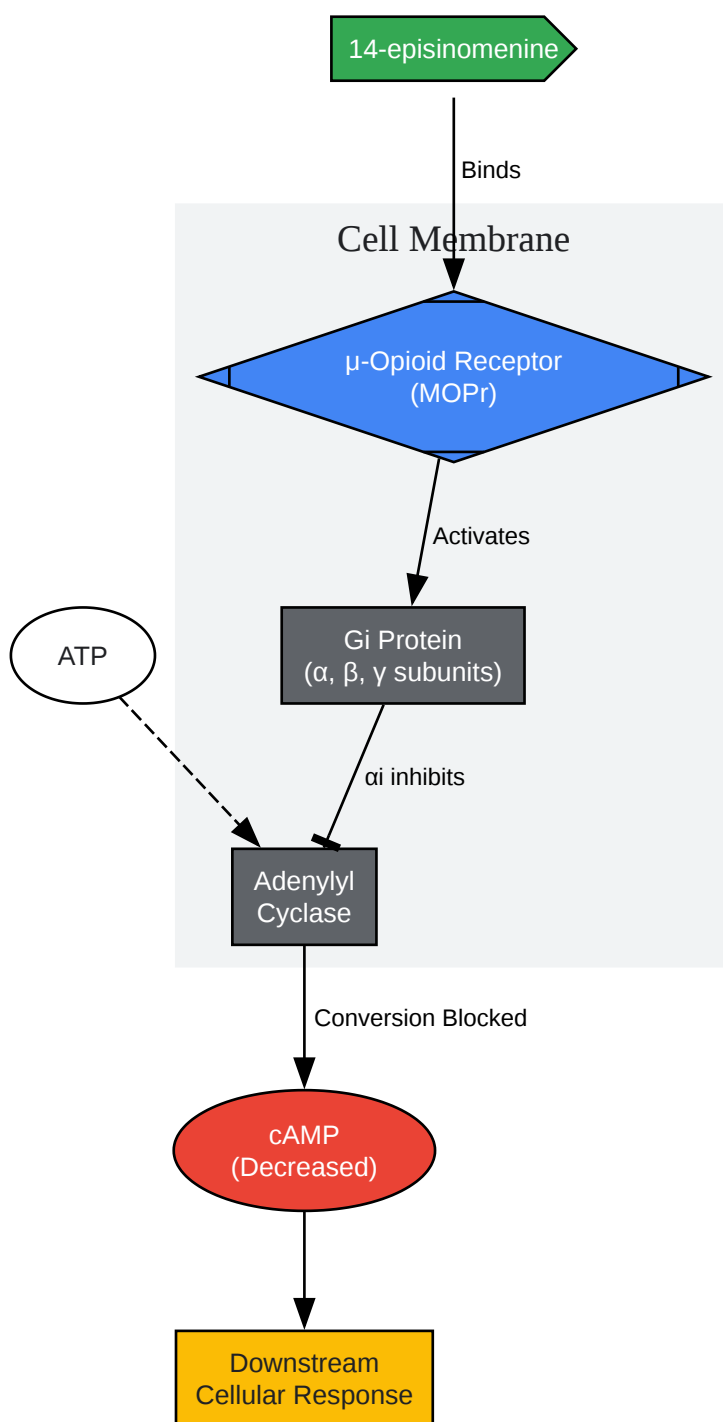 14-episinomenine
Binds
Cell Membrane
μ-Opioid Receptor
(MOPr)
Activates
Gi Protein
(α, β, γ subunits)
ATP
αi inhibits
Adenylyl
Cyclase
Conversion Blocked
cAMP
(Decreased)
Downstream
Cellular Response